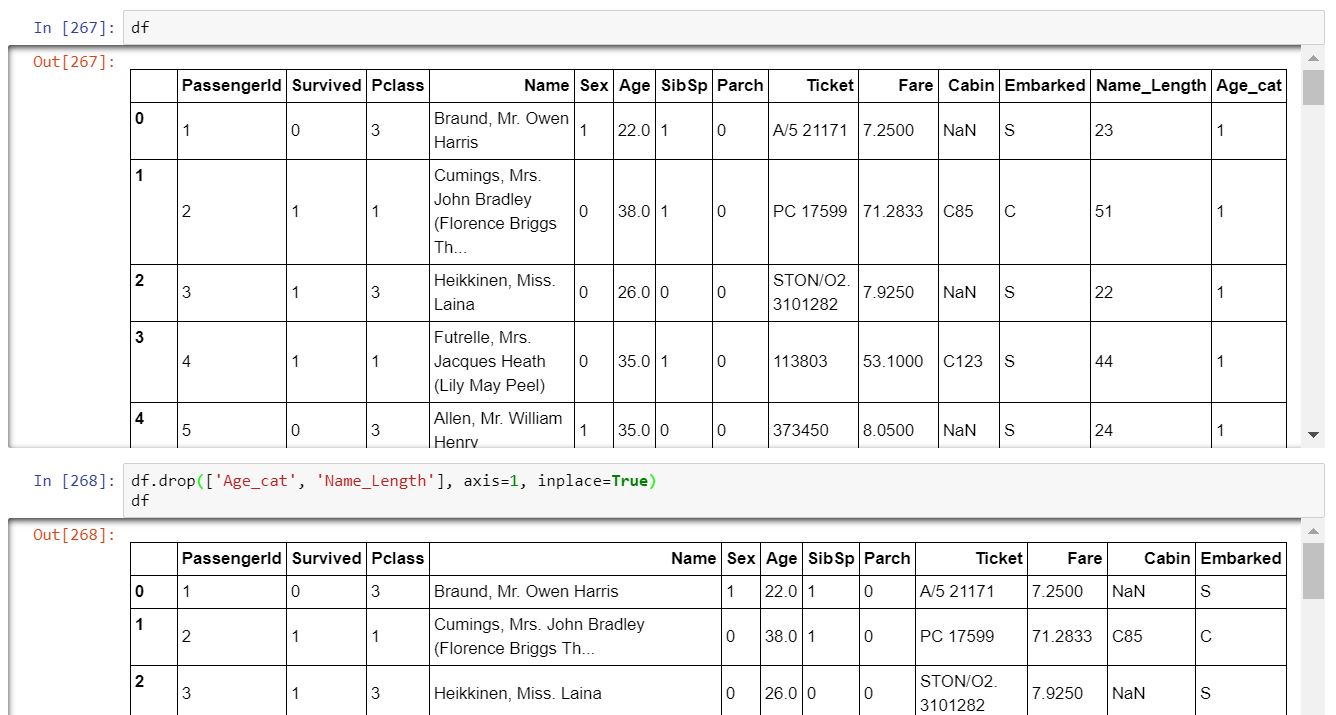 In [267]: df
Out[267]:
PassengerId Survived Pclass Name Sex Age SibSp Parch Ticket Fare Cabin Embarked Name_Length Age_cat
0 1 0 3 Braund, Mr. Owen Harris 1 22.0 1 0 A/5 21171 7.2500 NaN S 23 1
1 2 1 1 Cumings, Mrs. John Bradley (Florence Briggs Th... 0 38.0 1 0 PC 17599 71.2833 C85 C 51 1
2 3 1 3 Heikkinen, Miss. Laina 0 26.0 0 0 STON/O2. 3101282 7.9250 NaN S 22 1
3 4 1 1 Futrelle, Mrs. Jacques Heath (Lily May Peel) 0 35.0 1 0 113803 53.1000 C123 S 44 1
4 5 0 3 Allen, Mr. William Henry 1 35.0 0 0 373450 8.0500 NaN S 24 1
In [268]: df.drop(['Age_cat', 'Name_Length'], axis=1, inplace=True)
df
Out[268]:
PassengerId Survived Pclass Name Sex Age SibSp Parch Ticket Fare Cabin Embarked
0 1 0 3 Braund, Mr. Owen Harris 1 22.0 1 0 A/5 21171 7.2500 NaN S
1 2 1 1 Cumings, Mrs. John Bradley (Florence Briggs Th... 0 38.0 1 0 PC 17599 71.2833 C85 C
2 3 1 3 Heikkinen, Miss. Laina 0 26.0 0 0 STON/O2. 3101282 7.9250 NaN S